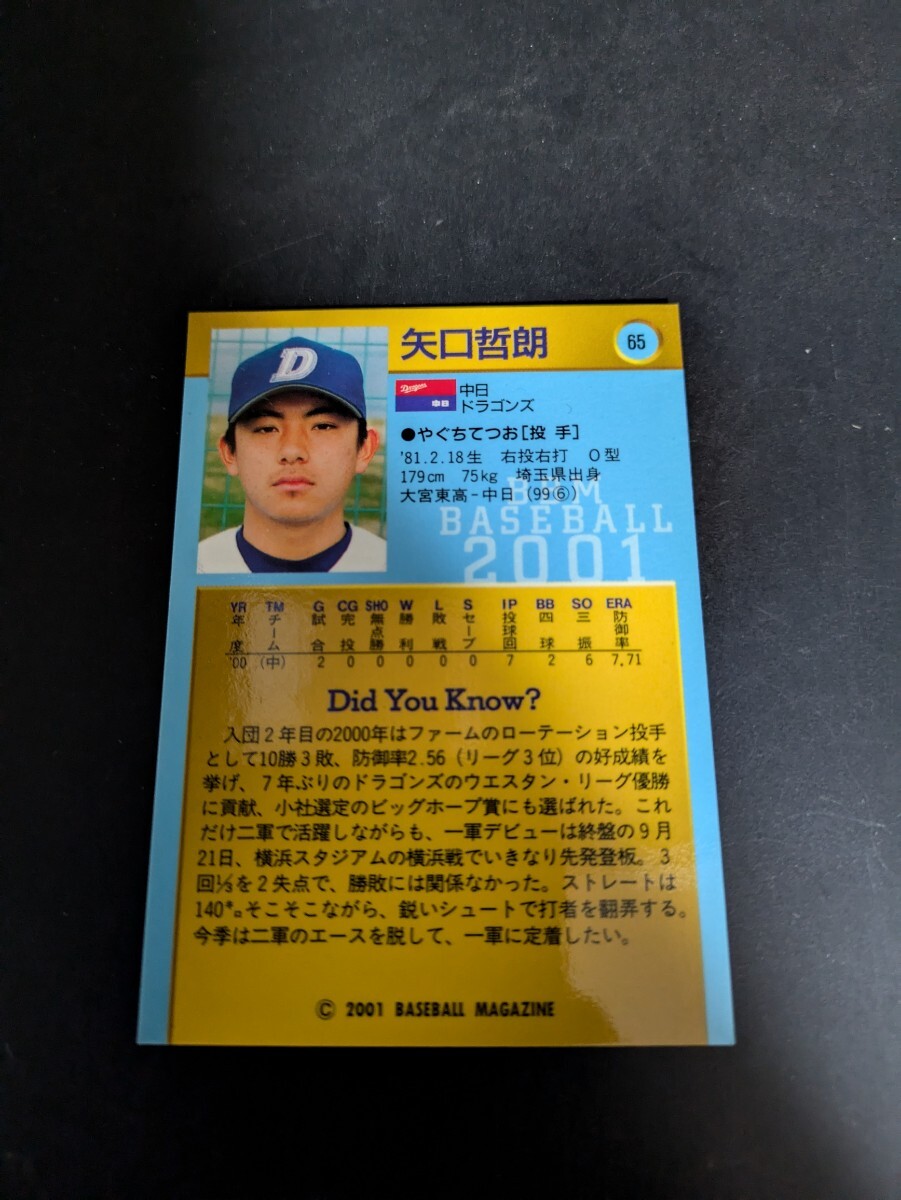 矢口哲朗
65
Dragons
中日
中日
ドラゴンズ
●やぐちてつお[投 手]
'81.2.18生 右投右打 O型
179cm 75kg 埼玉県出身
大宮東高-中日(99⑥)
BBM
BASEBALL
2001
YR TM G CG SHO W L S IP BB SO ERA
年度 チーム 試合 完投 無点勝 勝利 敗戦 セーブ 投球回 四球 三振 防御率
'00 (中) 2 0 0 0 0 0 7 2 6 7.71
Did You Know?
入団2年目の2000年はファームのローテーション投手
として10勝3敗、防御率2.56(リーグ3位)の好成績を
挙げ、7年ぶりのドラゴンズのウエスタン・リーグ優勝
に貢献、小社選定のビッグホープ賞にも選ばれた。これ
だけ二軍で活躍しながらも、一軍デビューは終盤の9月
21日、横浜スタジアムの横浜戦でいきなり先発登板。3
回⅓を2失点で、勝敗には関係なかった。ストレートは
140㌔。そこそこながら、鋭いシュートで打者を翻弄する。
今季は二軍のエースを脱して、一軍に定着したい。
© 2001 BASEBALL MAGAZINE